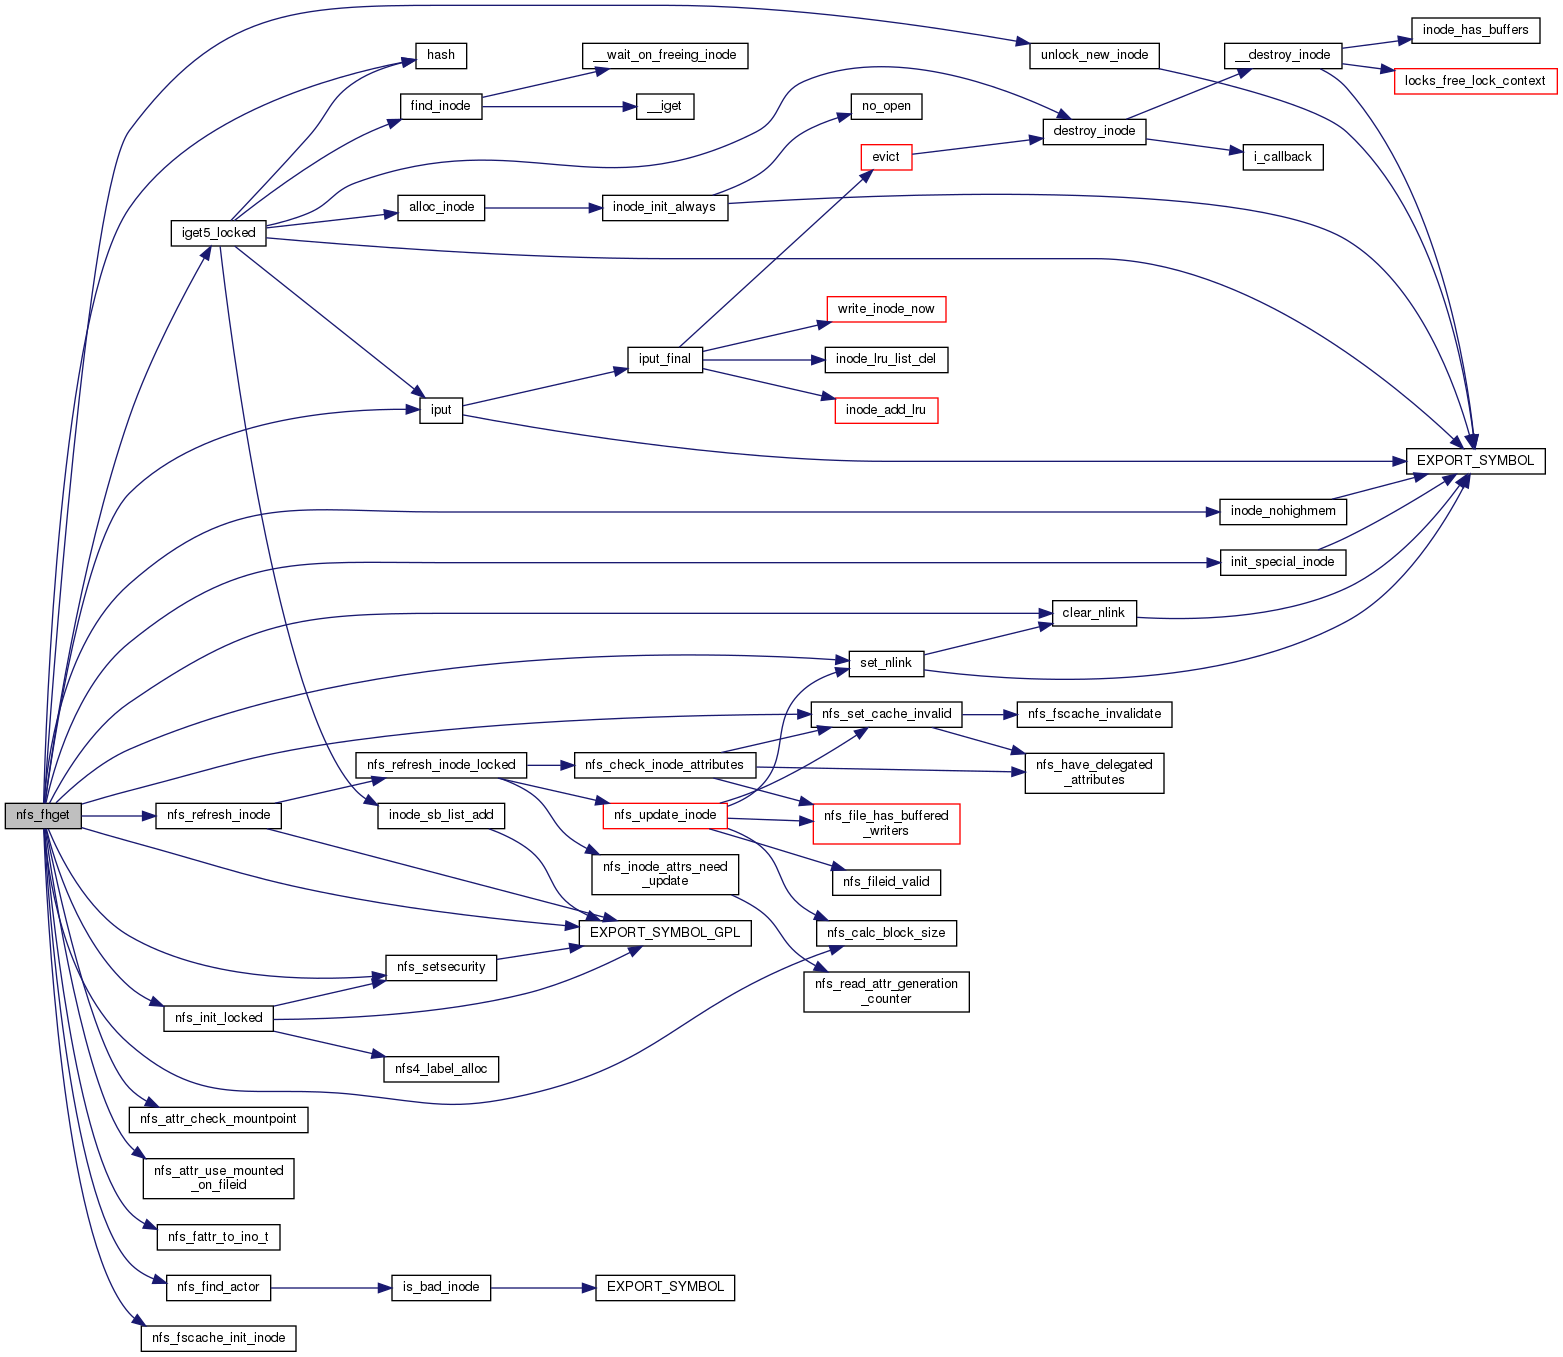 inode_has_buffers
hash
__wait_on_freeing_inode
unlock_new_inode
__destroy_inode
locks_free_lock_context
find_inode
__iget
no_open
destroy_inode
evict
i_callback
alloc_inode
inode_init_always
iget5_locked
write_inode_now
iput_final
inode_lru_list_del
iput
inode_add_lru
EXPORT_SYMBOL
inode_nohighmem
init_special_inode
clear_nlink
set_nlink
nfs_set_cache_invalid
nfs_fscache_invalidate
nfs_refresh_inode_locked
nfs_check_inode_attributes
nfs_have_delegated
_attributes
nfs_fhget
nfs_refresh_inode
inode_sb_list_add
nfs_update_inode
nfs_file_has_buffered
_writers
nfs_inode_attrs_need
_update
nfs_fileid_valid
EXPORT_SYMBOL_GPL
nfs_calc_block_size
nfs_setsecurity
nfs_read_attr_generation
_counter
nfs_init_locked
nfs4_label_alloc
nfs_attr_check_mountpoint
nfs_attr_use_mounted
_on_fileid
nfs_fattr_to_ino_t
nfs_find_actor
is_bad_inode
EXPORT_SYMBOL
nfs_fscache_init_inode